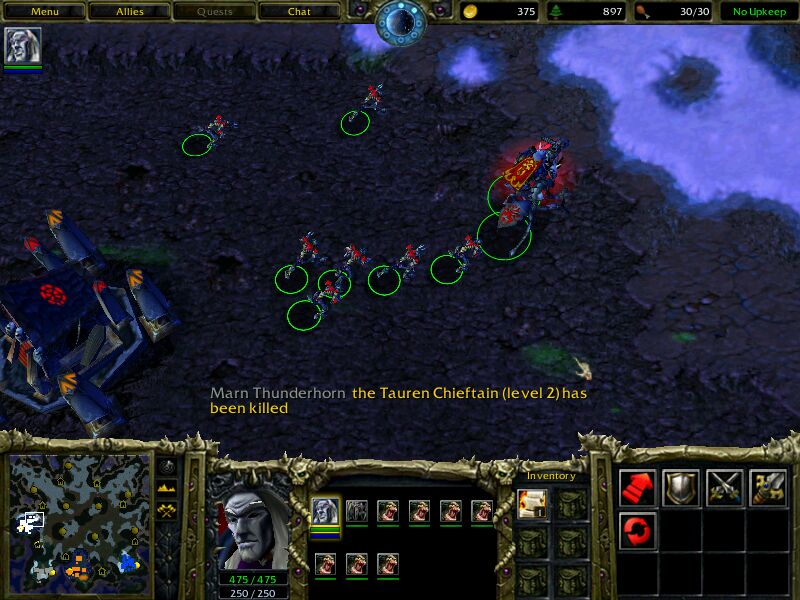 Menu
Allies
Quests
Chat
375
897
30/30
No Upkeep
Marn Thunderhorn the Tauren Chieftain (level 2) has
been killed
Inventory
1
475 / 475
250 / 250